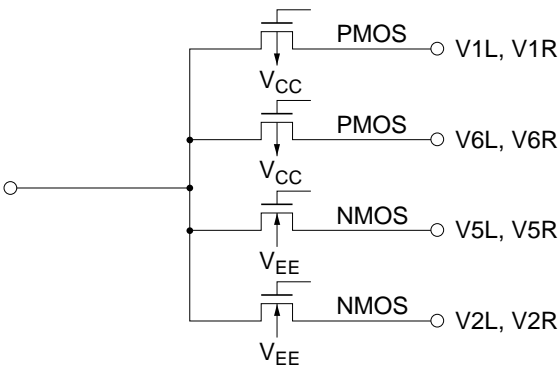 PMOS V1L, V1R
VCC
PMOS V6L, V6R
VCC
NMOS V5L, V5R
VEE
NMOS V2L, V2R
VEE